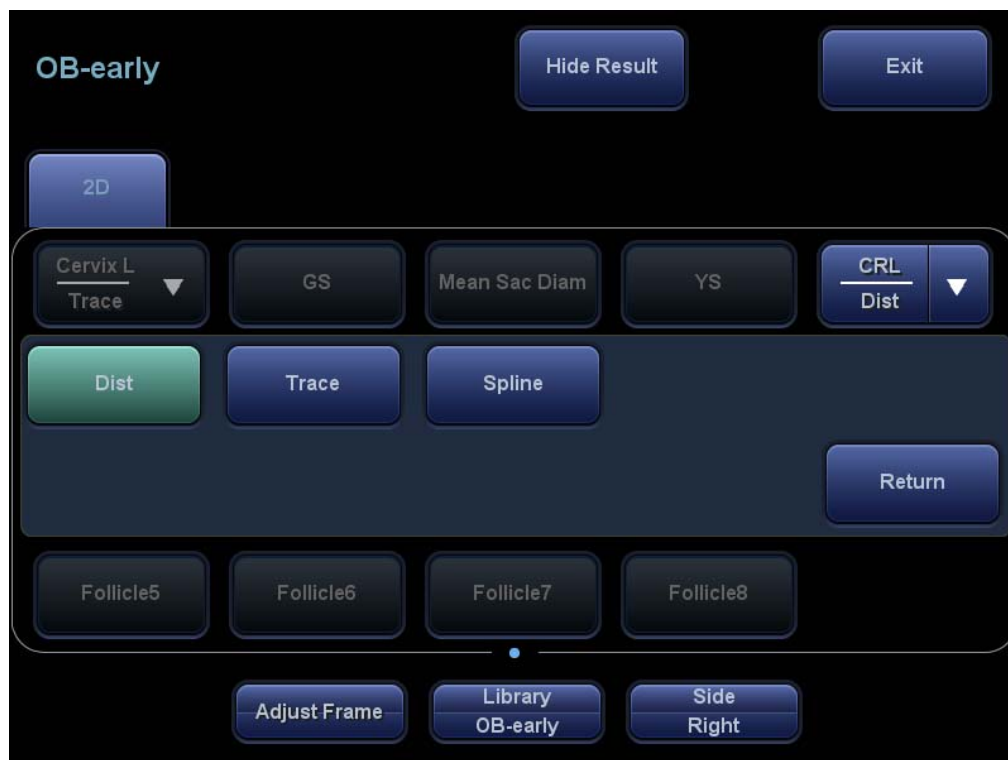 OB-early
Hide Result
Exit
2D
Cervix L
Trace
GS
Mean Sac Diam
YS
CRL
Dist
Dist
Trace
Spline
Return
Follicle5
Follicle6
Follicle7
Follicle8
Adjust Frame
Library
OB-early
Side
Right